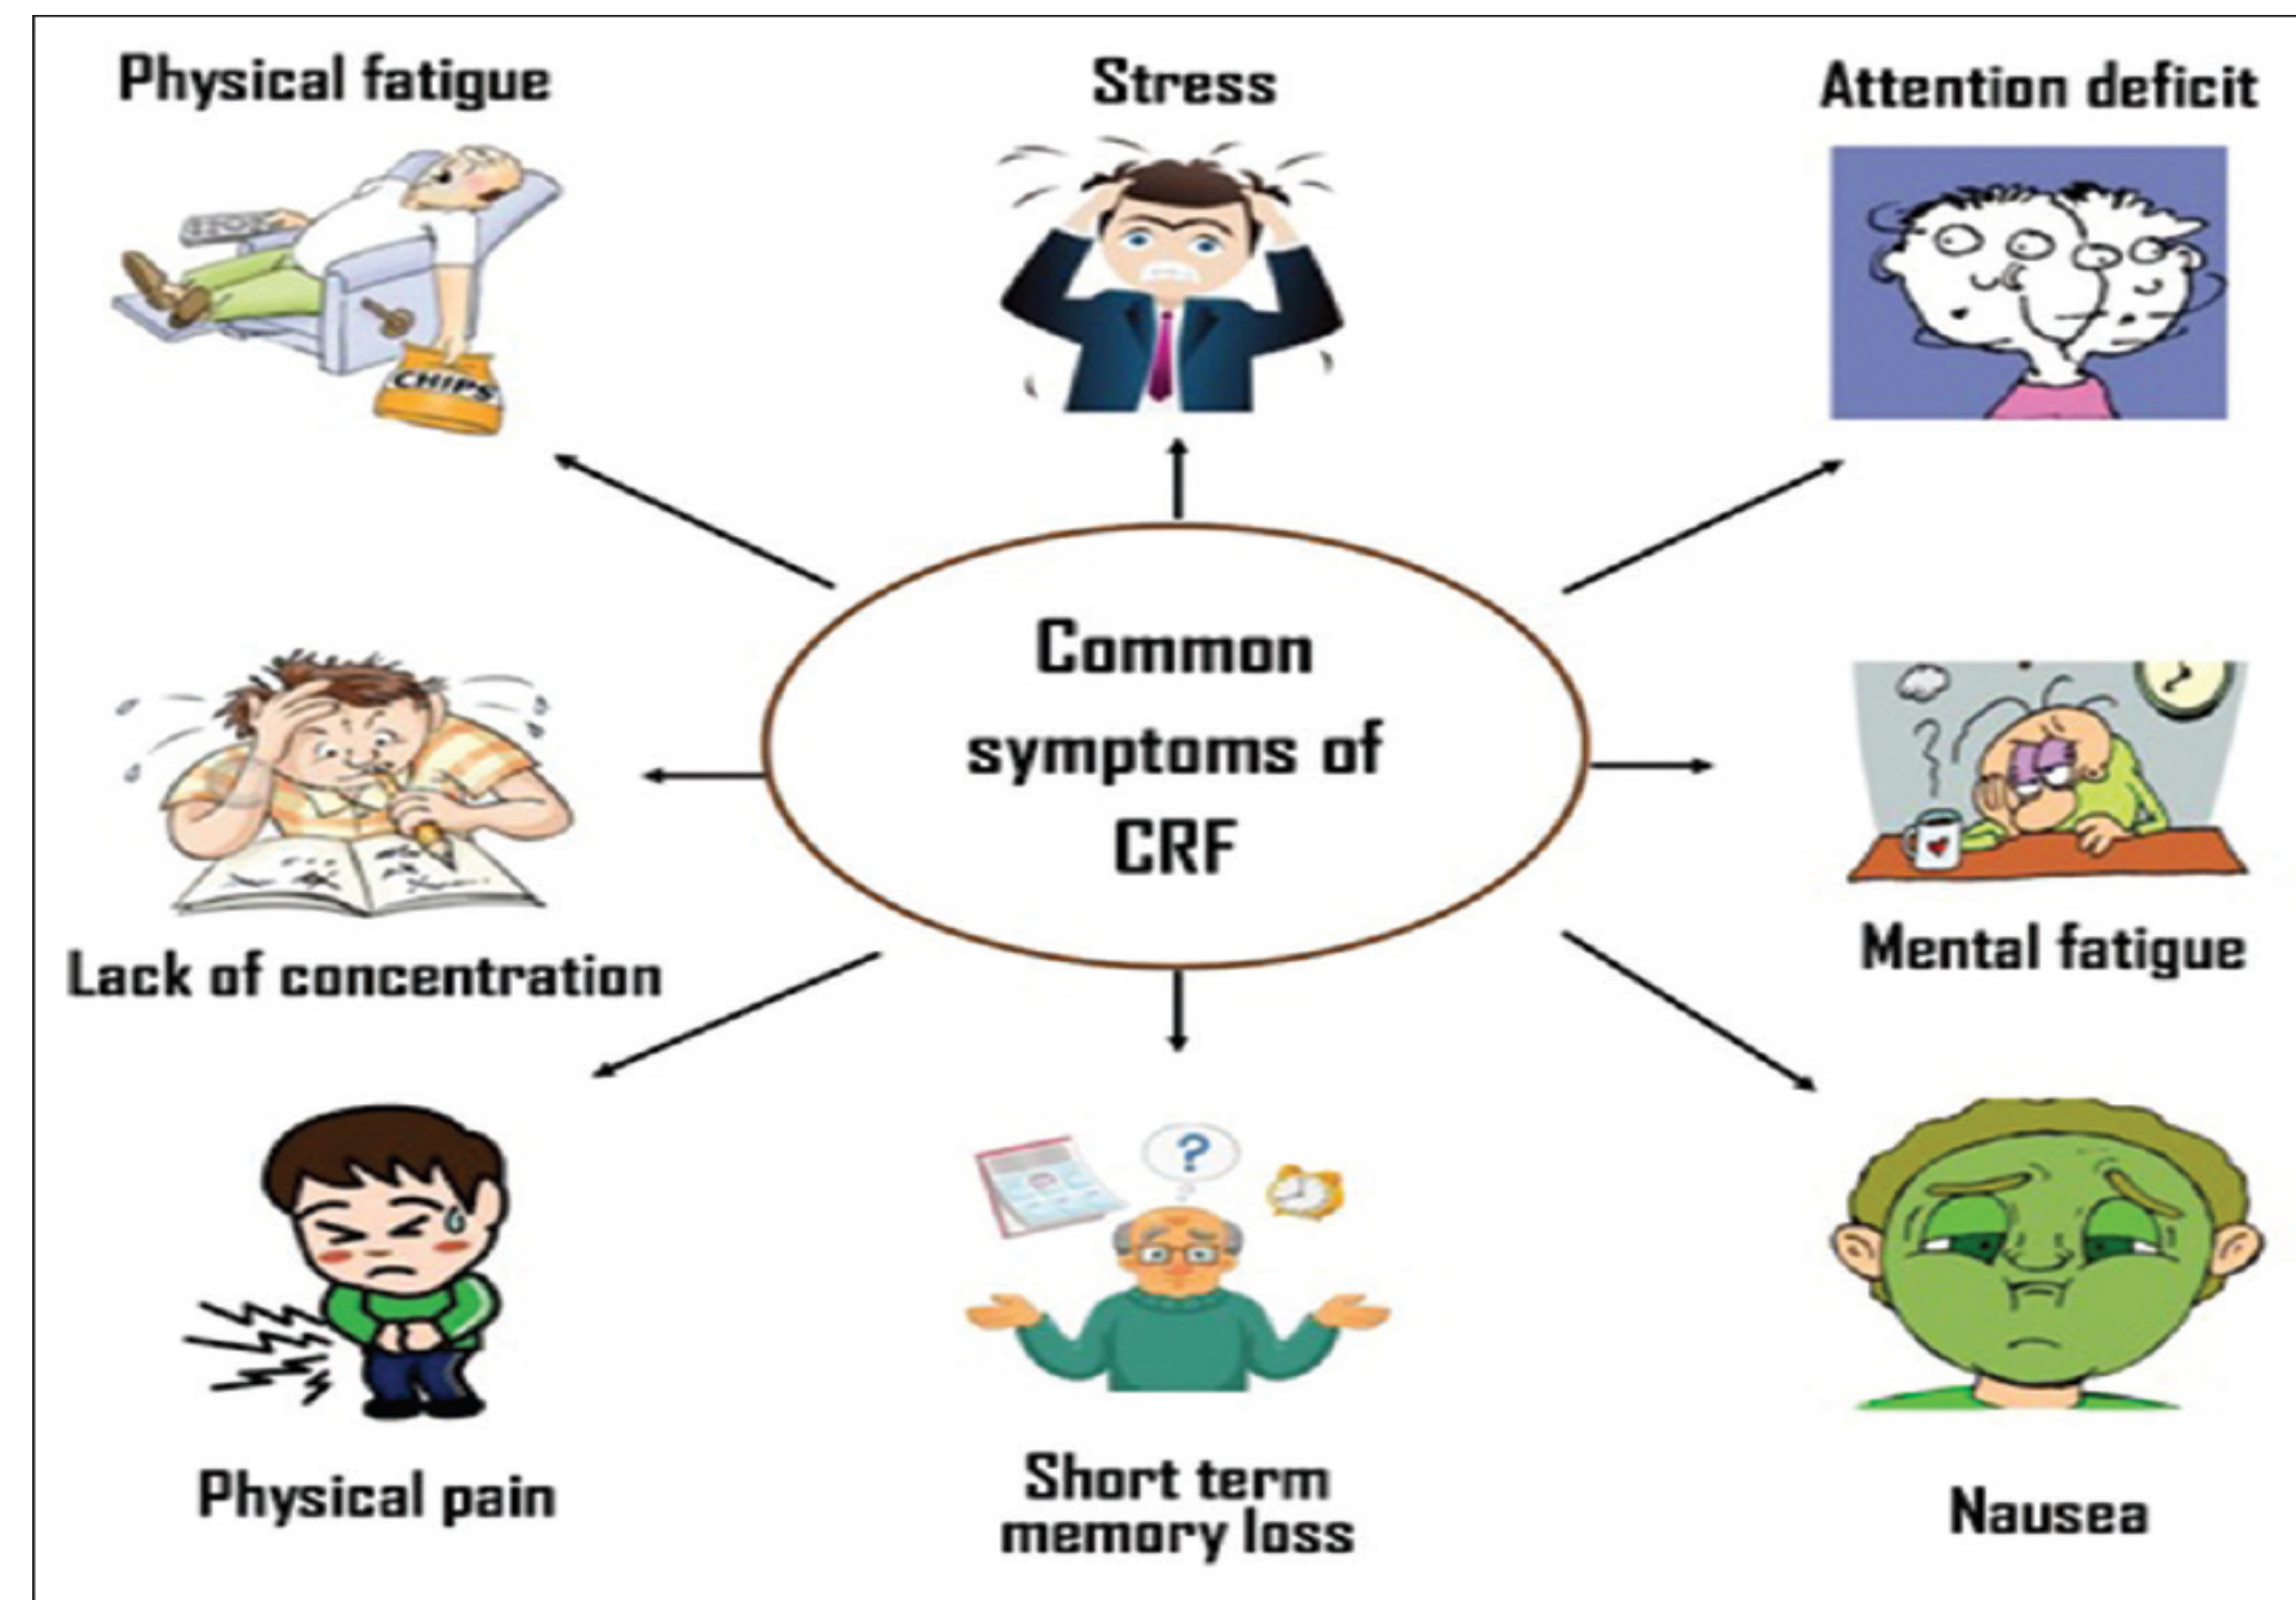 Physical fatigue
Stress
Attention deficit
CHIPS
Common
symptoms of
CRF
Lack of concentration
Mental fatigue
?
Physical pain
Short term
memory loss
Nausea